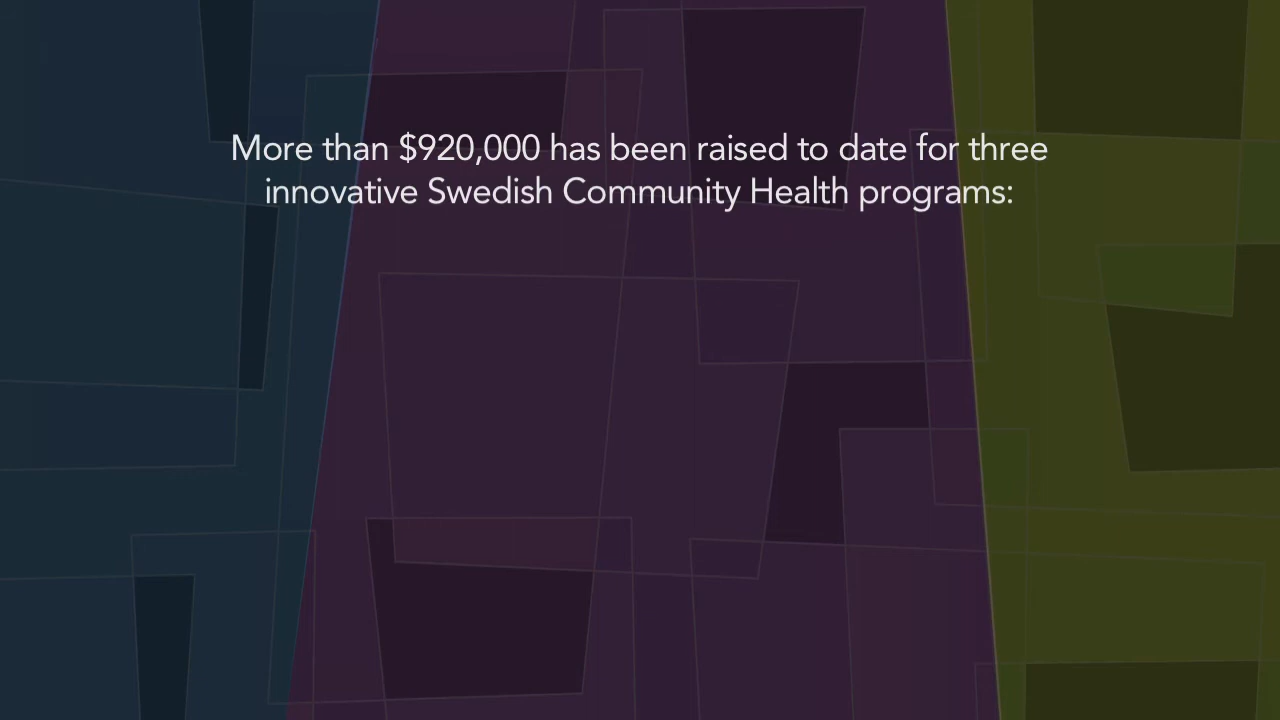 More than $920,000 has been raised to date for three
innovative Swedish Community Health programs: